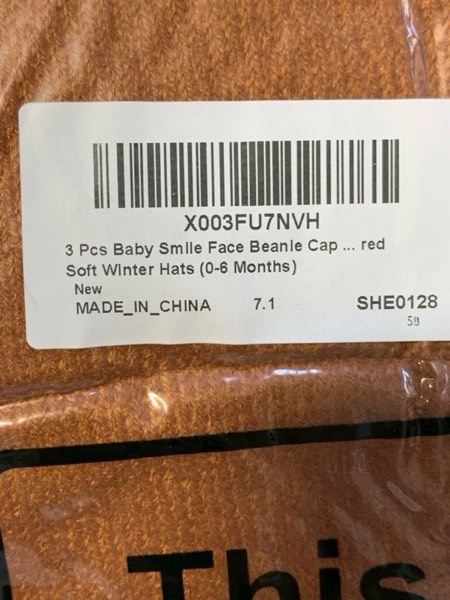 X003FU7NVH
3 Pcs Baby Smile Face Beanie Cap ... red
Soft Winter Hats (0-6 Months)
New
MADE_IN_CHINA 7.1 SHE0128
59
This